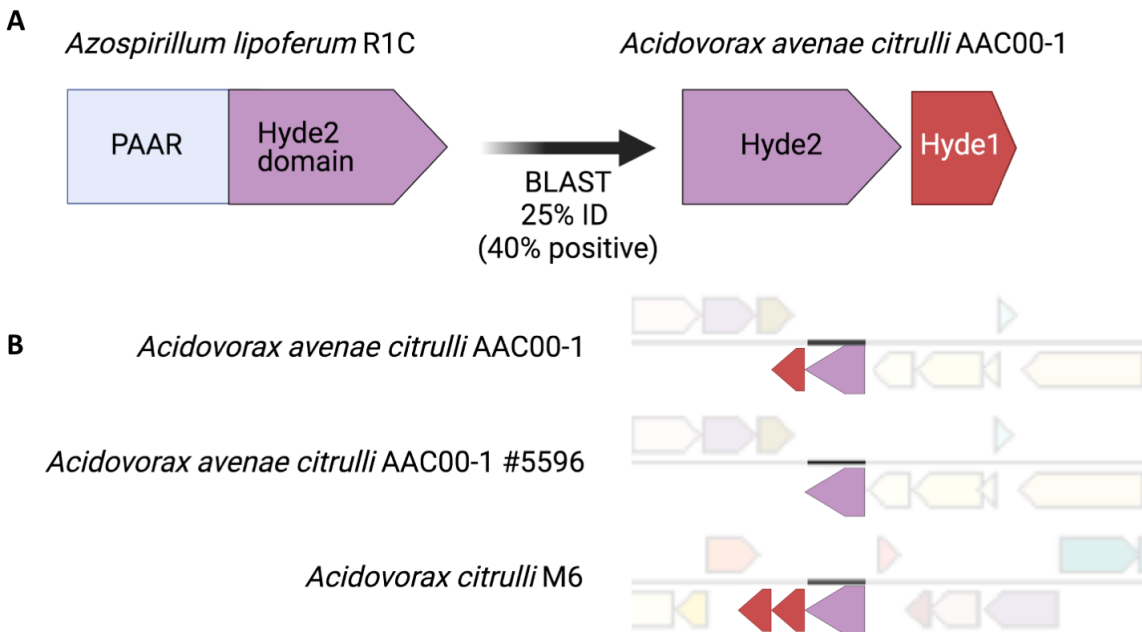 A
Azospirillum lipoferum R1C
Acidovorax avenae citrulli AAC00-1
PAAR
Hyde2
domain
BLAST
25% ID
(40% positive)
Hyde2
Hyde1
B
Acidovorax avenae citrulli AAC00-1
Acidovorax avenae citrulli AAC00-1 #5596
Acidovorax citrulli M6